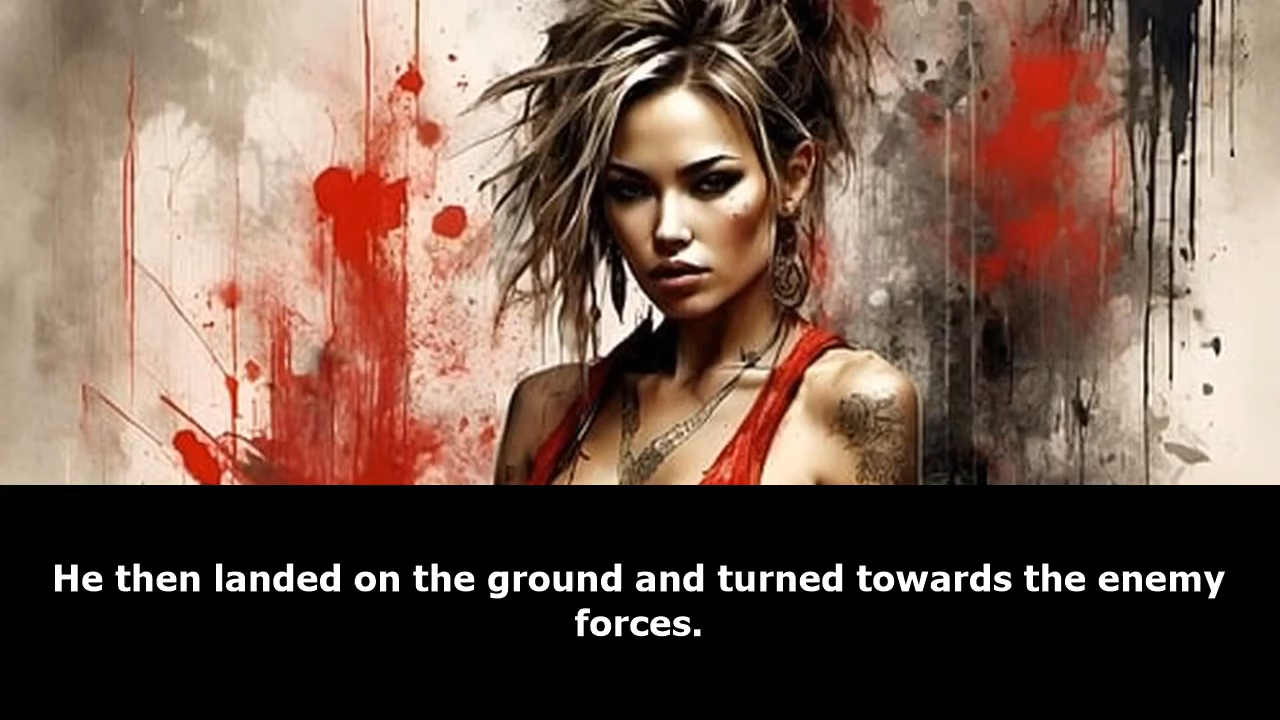 He then landed on the ground and turned towards the enemy
forces.